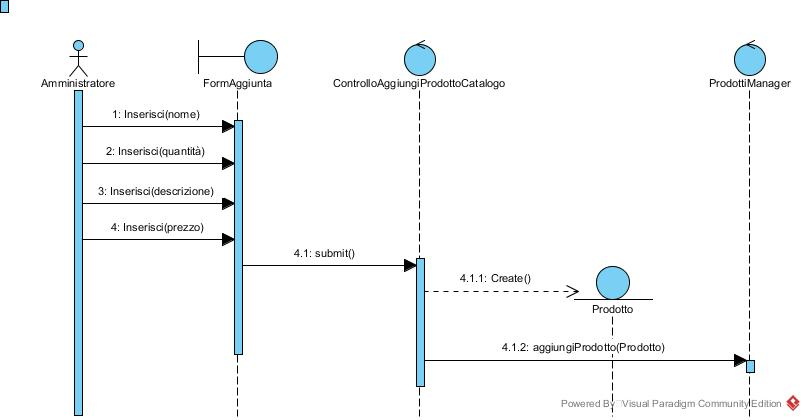 Amministratore
FormAggiunta
ControlloAggiungiProdottoCatalogo
ProdottiManager
1: Inserisci(nome)
2: Inserisci(quantità)
3: Inserisci(descrizione)
4: Inserisci(prezzo)
4.1: submit()
4.1.1: Create()
Prodotto
4.1.2: aggiungiProdotto(Prodotto)
Powered By Visual Paradigm Community Edition